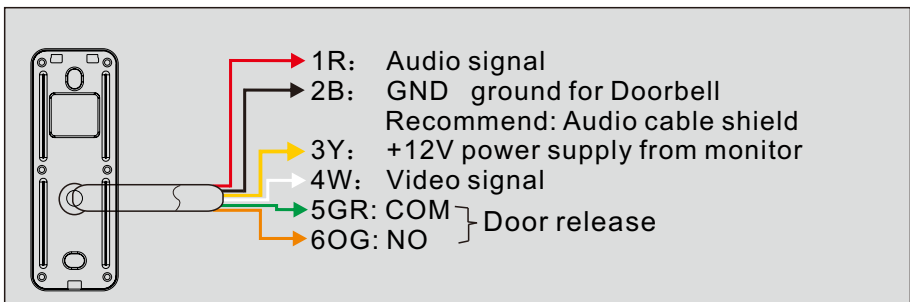 1R: Audio signal
2B: GND ground for Doorbell
Recommend: Audio cable shield
3Y: +12V power supply from monitor
4W: Video signal
5GR: COM
Door release
6OG: NO